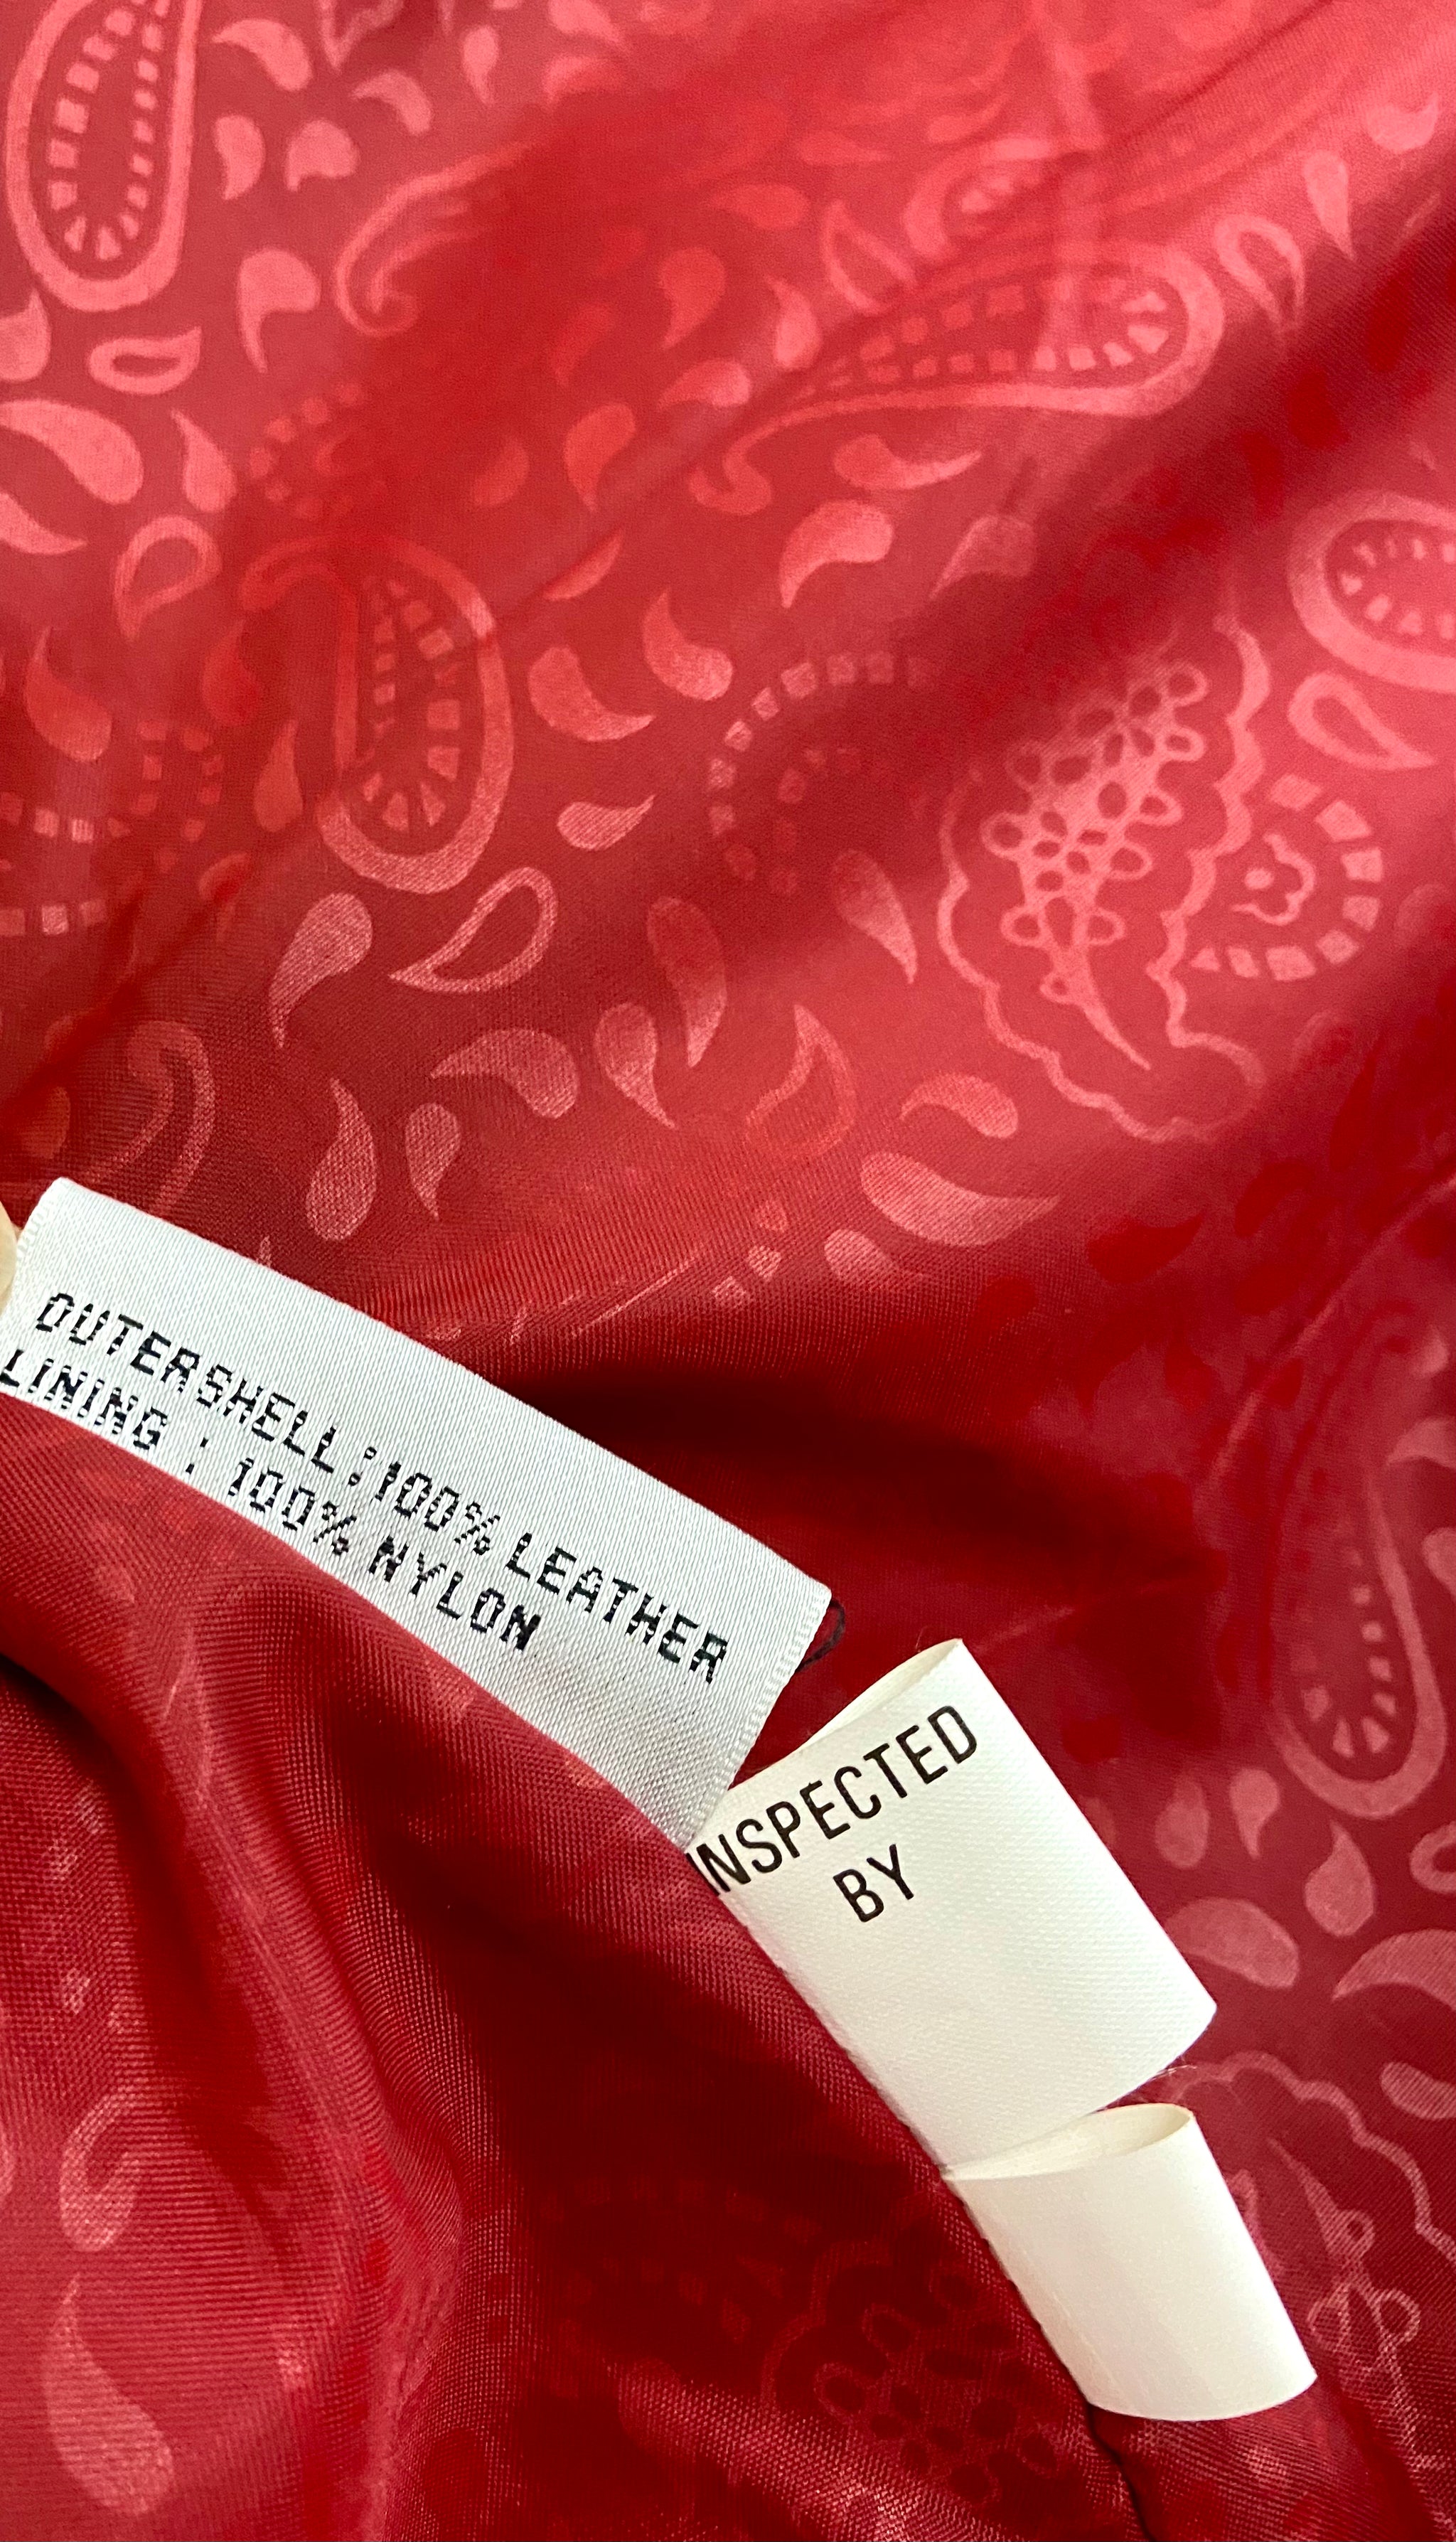 OUTERSHELL:100% LEATHER
LINING : 100% NYLON
INSPECTED
BY